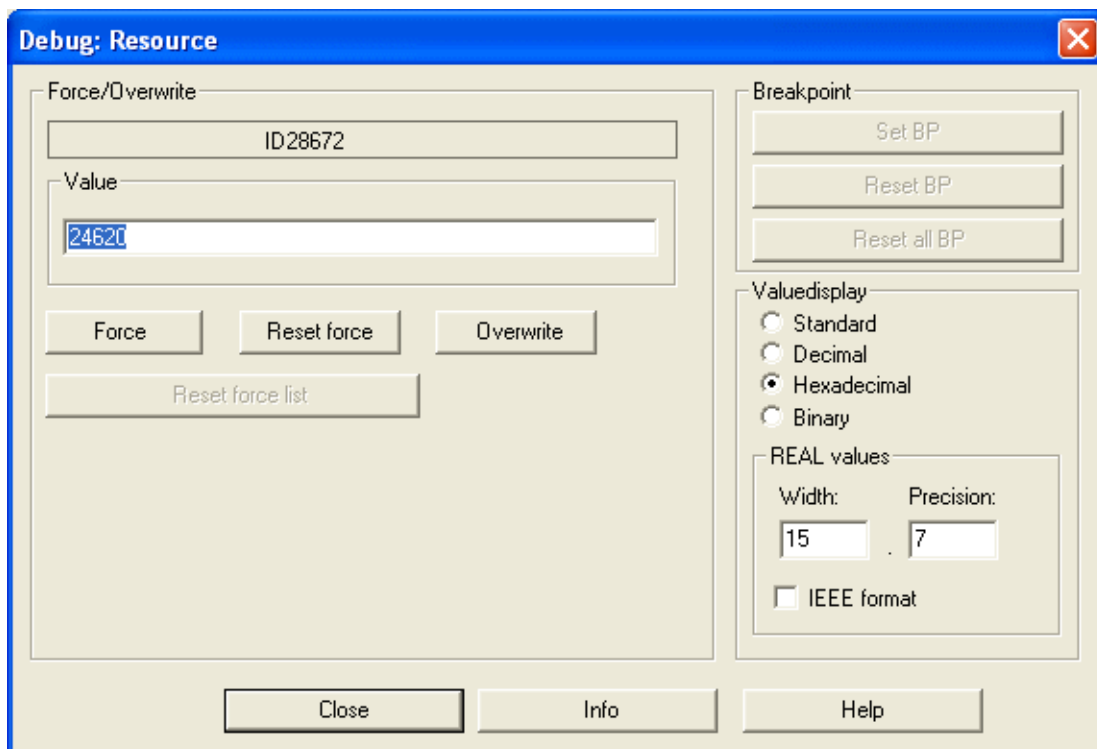 Debug: Resource
Force/Overwrite
ID28672
Value
24620
Force
Reset force
Overwrite
Reset force list
Breakpoint
Set BP
Reset BP
Reset all BP
Valuedisplay
Standard
Decimal
Hexadecimal
Binary
REAL values
Width: Precision:
15 . 7
IEEE format
Close Info Help